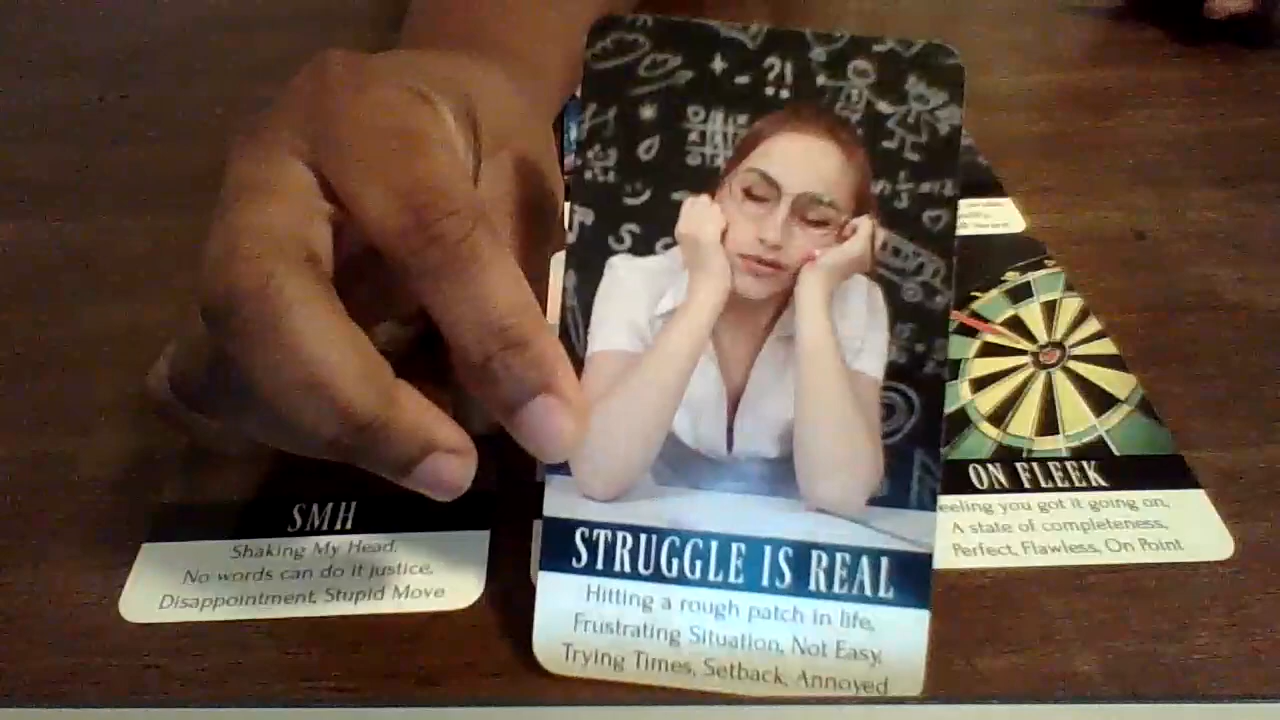 ?!
SMH
Shaking My Head,
No words can do it justice,
Disappointment, Stupid Move
STRUGGLE IS REAL
Hitting a rough patch in life,
Frustrating Situation, Not Easy,
Trying Times, Setback, Annoyed
ON FLEEK
eeling you got it going on,
A state of completeness,
Perfect, Flawless, On Point